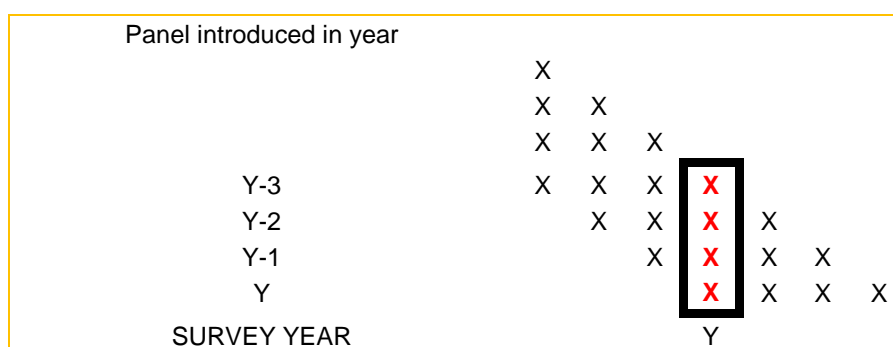 Panel introduced in year
X
X X
X X X
Y-3 X X X X
Y-2 X X X X
Y-1 X X X X
Y X X X X
SURVEY YEAR Y